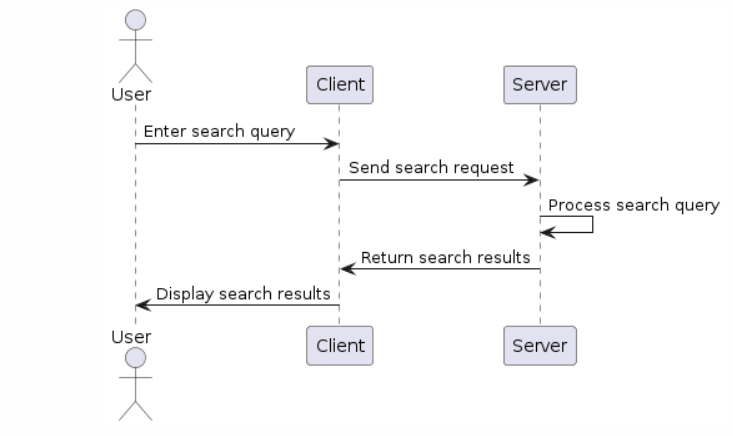 User
Client
Server
Enter search query
Send search request
Process search query
Return search results
Display search results
User
Client
Server